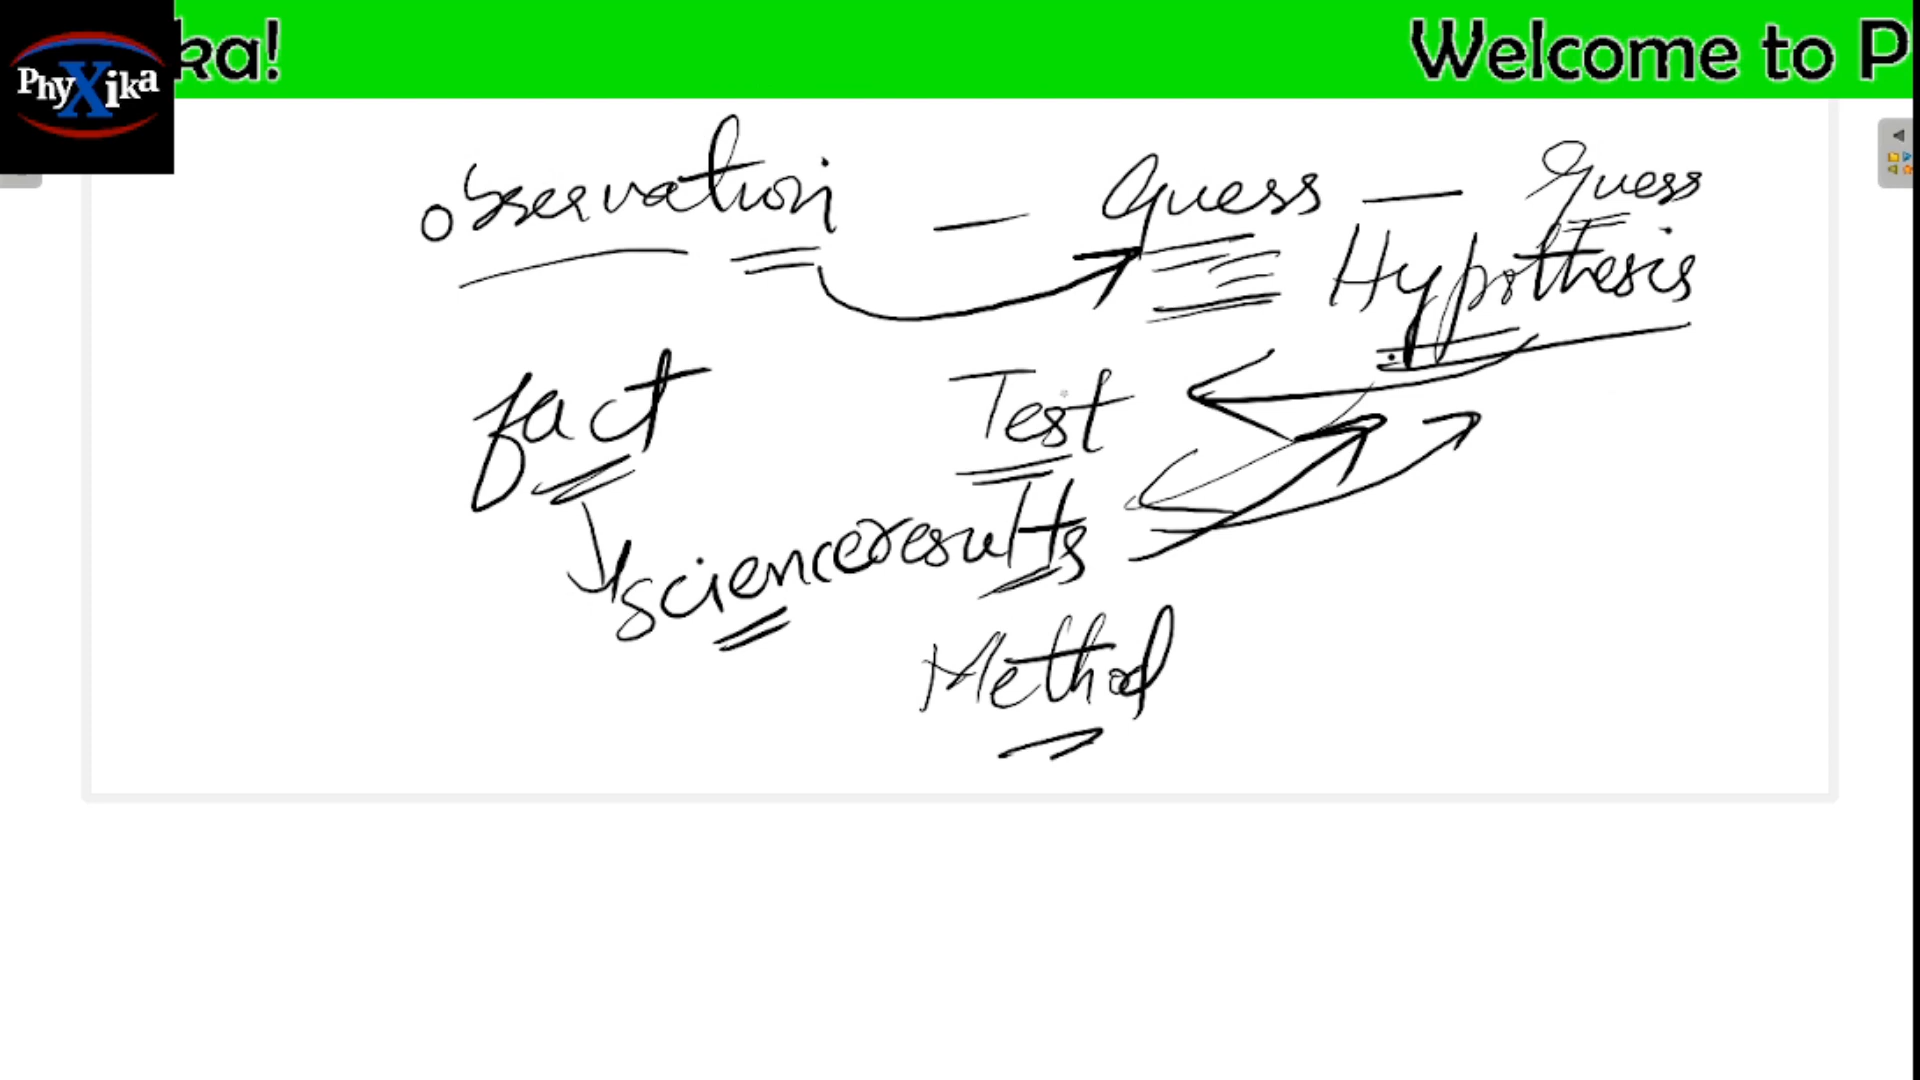 PhyXika
ka! Welcome to P
observation — Guess — Guess
Hypothesis
fact Test
science results
Method